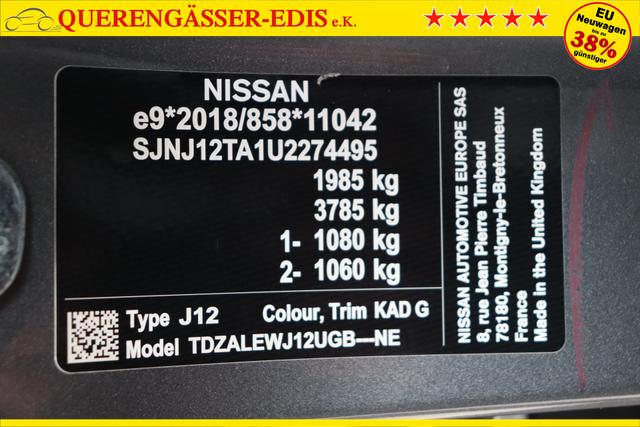 QUERENGÄSSER-EDIS e.K.
EU
Neuwagen
bis zu
38%
günstiger
NISSAN
e9*2018/858*11042
SJNJ12TA1U2274495
1985 kg
3785 kg
1- 1080 kg
2- 1060 kg
Type J12 Colour, Trim KAD G
Model TDZALEWJ12UGB---NE
NISSAN AUTOMOTIVE EUROPE SAS
8, rue Jean Pierre Timbaud
78180, Montigny-le-Bretonneux
France
Made in the United Kingdom